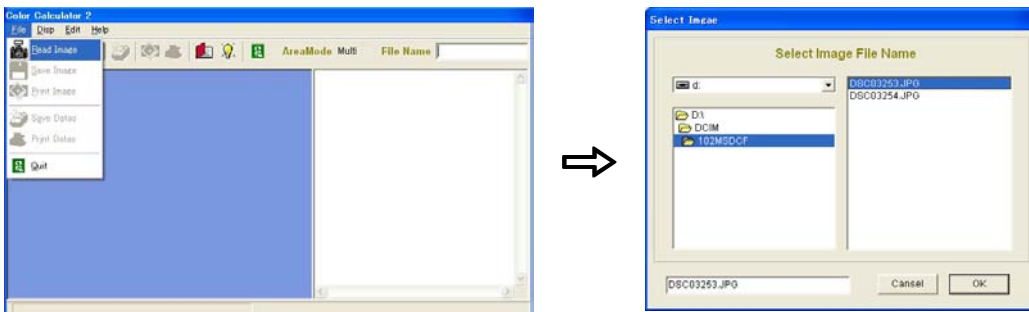 Color Calculator 2
File Disp Edit Help
Read Image
AreaMode Multi File Name
Save Image
Print Image
Save Datas
Print Datas
Quit
Select Imgae
Select Image File Name
d:
DSC03253.JPG
DSC03254.JPG
D:\
DCIM
102MSDCF
DSC03253.JPG
Cansel
OK